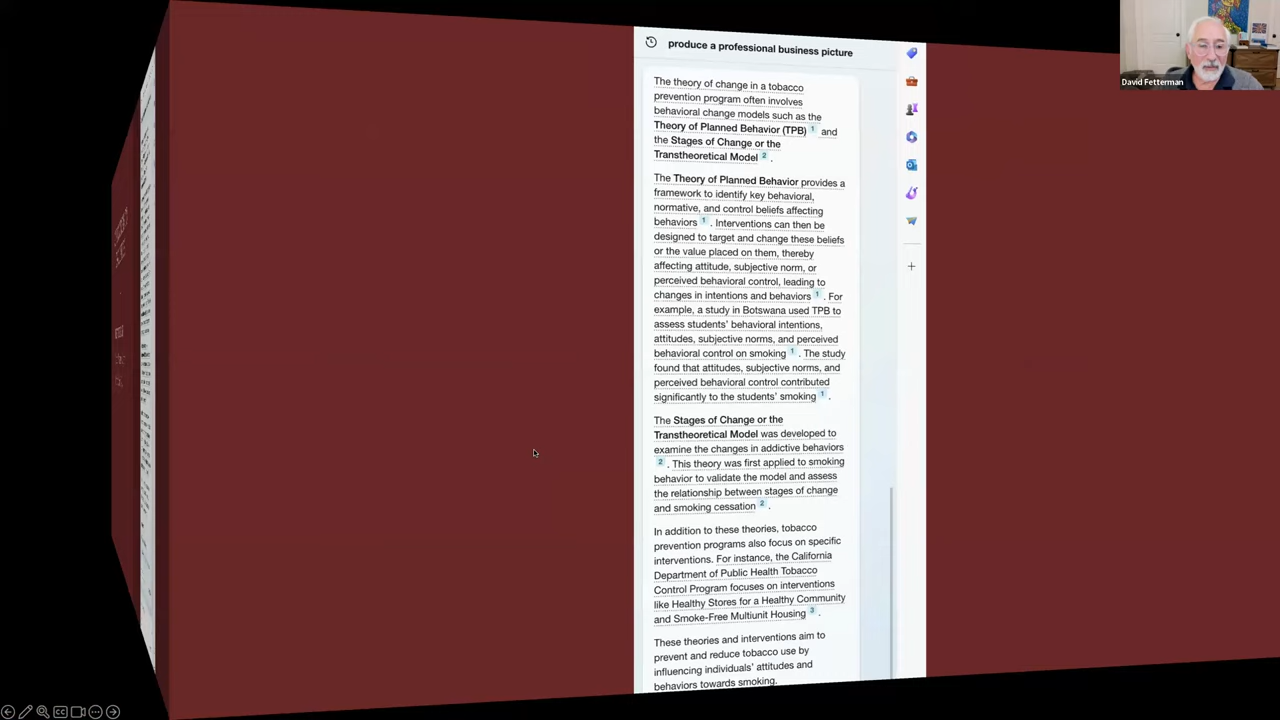 produce a professional business picture
David Fetterman
The theory of change in a tobacco
prevention program often involves
behavioral change models such as the
Theory of Planned Behavior (TPB) 1 and
the Stages of Change or the
Transtheoretical Model 2 .
The Theory of Planned Behavior provides a
framework to identify key behavioral,
normative, and control beliefs affecting
behaviors 1 . Interventions can then be
designed to target and change these beliefs
or the value placed on them, thereby
affecting attitude, subjective norm, or
perceived behavioral control, leading to
changes in intentions and behaviors 1 . For
example, a study in Botswana used TPB to
assess students' behavioral intentions,
attitudes, subjective norms, and perceived
behavioral control on smoking 1 . The study
found that attitudes, subjective norms, and
perceived behavioral control contributed
significantly to the students' smoking 1 .
The Stages of Change or the
Transtheoretical Model was developed to
examine the changes in addictive behaviors
2 . This theory was first applied to smoking
behavior to validate the model and assess
the relationship between stages of change
and smoking cessation 2 .
In addition to these theories, tobacco
prevention programs also focus on specific
interventions. For instance, the California
Department of Public Health Tobacco
Control Program focuses on interventions
like Healthy Stores for a Healthy Community
and Smoke-Free Multiunit Housing 3 .
These theories and interventions aim to
prevent and reduce tobacco use by
influencing individuals' attitudes and
behaviors towards smoking.